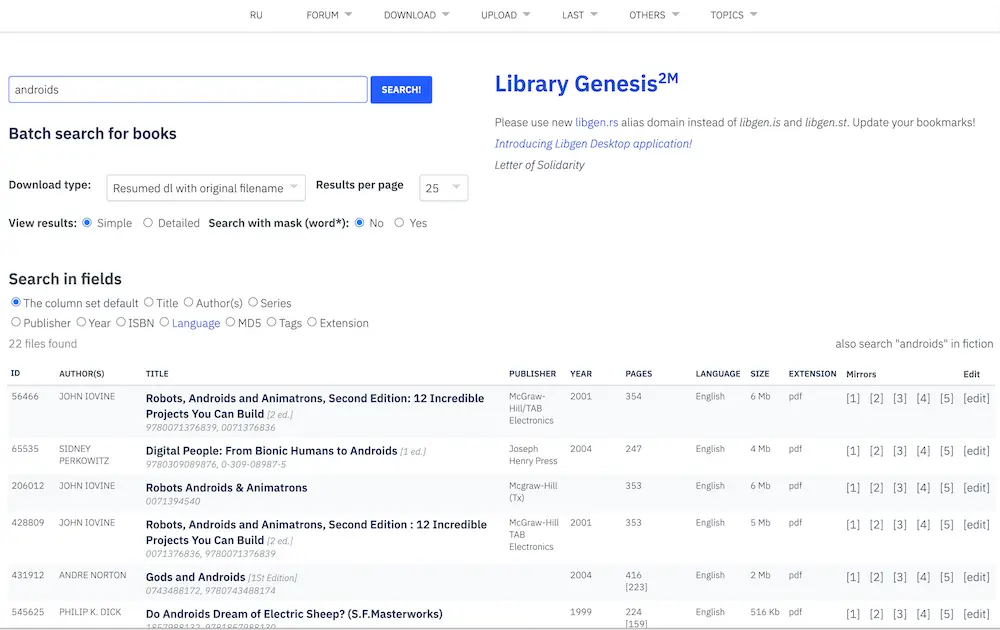 RU FORUM DOWNLOAD UPLOAD LAST OTHERS TOPICS
androids SEARCH!
Library Genesis2M
Please use new libgen.rs alias domain instead of libgen.is and libgen.st. Update your bookmarks!
Introducing Libgen Desktop application!
Letter of Solidarity
Batch search for books
Download type: Resumed dl with original filename Results per page 25
View results: Simple Detailed Search with mask (word*): No Yes
Search in fields
The column set default Title Author(s) Series
Publisher Year ISBN Language MD5 Tags Extension
22 files found also search "androids" in fiction
ID AUTHOR(S) TITLE PUBLISHER YEAR PAGES LANGUAGE SIZE EXTENSION Mirrors Edit
56466 JOHN IOVINE Robots, Androids and Animatrons, Second Edition: 12 Incredible McGraw- 2001 354 English 6 Mb pdf [1] [2] [3] [4] [5] [edit]
Projects You Can Build [2 ed.] Hill/TAB
9780071376839, 0071376836 Electronics
65535 SIDNEY Digital People: From Bionic Humans to Androids [1 ed.] Joseph 2004 247 English 4 Mb pdf [1] [2] [3] [4] [5] [edit]
PERKOWITZ 9780309089876, 0-309-08987-5 Henry Press
206012 JOHN IOVINE Robots Androids & Animatrons Mcgraw-Hill 353 English 6 Mb pdf [1] [2] [3] [4] [5] [edit]
0071394540 (Tx)
428809 JOHN IOVINE Robots, Androids and Animatrons, Second Edition : 12 Incredible McGraw-Hill 2001 353 English 5 Mb pdf [1] [2] [3] [4] [5] [edit]
Projects You Can Build [2 ed.] TAB
0071376836, 9780071376839 Electronics
431912 ANDRE NORTON Gods and Androids [1St Edition] 2004 416 English 2 Mb pdf [1] [2] [3] [4] [5] [edit]
0743488172, 9780743488174 [223]
545625 PHILIP K. DICK Do Androids Dream of Electric Sheep? (S.F.Masterworks) 1999 224 English 516 Kb pdf [1] [2] [3] [4] [5] [edit]
[159]